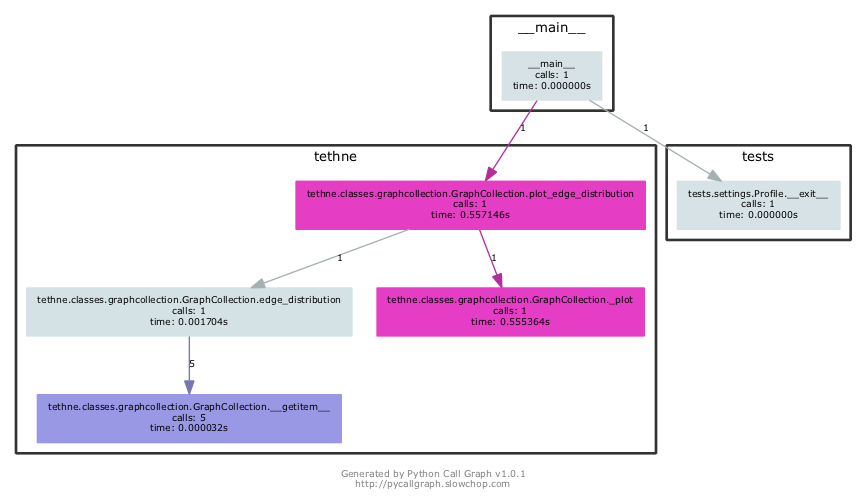 __main__
__main__
calls: 1
time: 0.000000s
1
1
tethne
tests
tethne.classes.graphcollection.GraphCollection.plot_edge_distribution
calls: 1
time: 0.557146s
tests.settings.Profile.__exit__
calls: 1
time: 0.000000s
1
1
tethne.classes.graphcollection.GraphCollection.edge_distribution
calls: 1
time: 0.001704s
tethne.classes.graphcollection.GraphCollection._plot
calls: 1
time: 0.555364s
5
tethne.classes.graphcollection.GraphCollection.__getitem__
calls: 5
time: 0.000032s
Generated by Python Call Graph v1.0.1
http://pycallgraph.slowchop.com